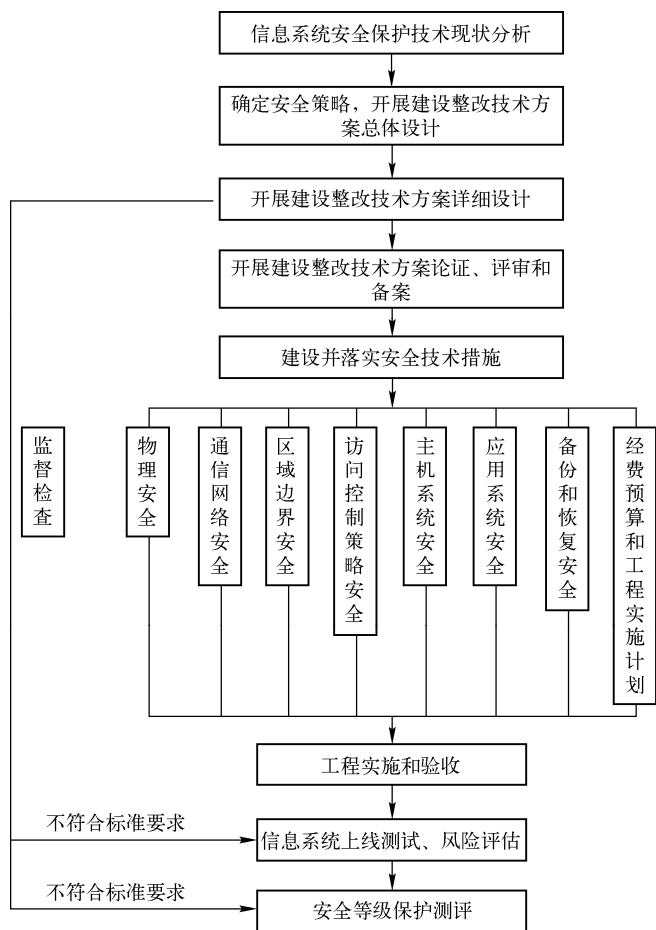 信息系统安全保护技术现状分析
确定安全策略，开展建设整改技术方
案总体设计
开展建设整改技术方案详细设计
开展建设整改技术方案论证、评审和
备案
建设并落实安全技术措施
监督检查
物理安全
通信网络安全
区域边界安全
访问控制策略安全
主机系统安全
应用系统安全
备份和恢复安全
经费预算和工程实施计划
工程实施和验收
不符合标准要求
信息系统上线测试、风险评估
不符合标准要求
安全等级保护测评